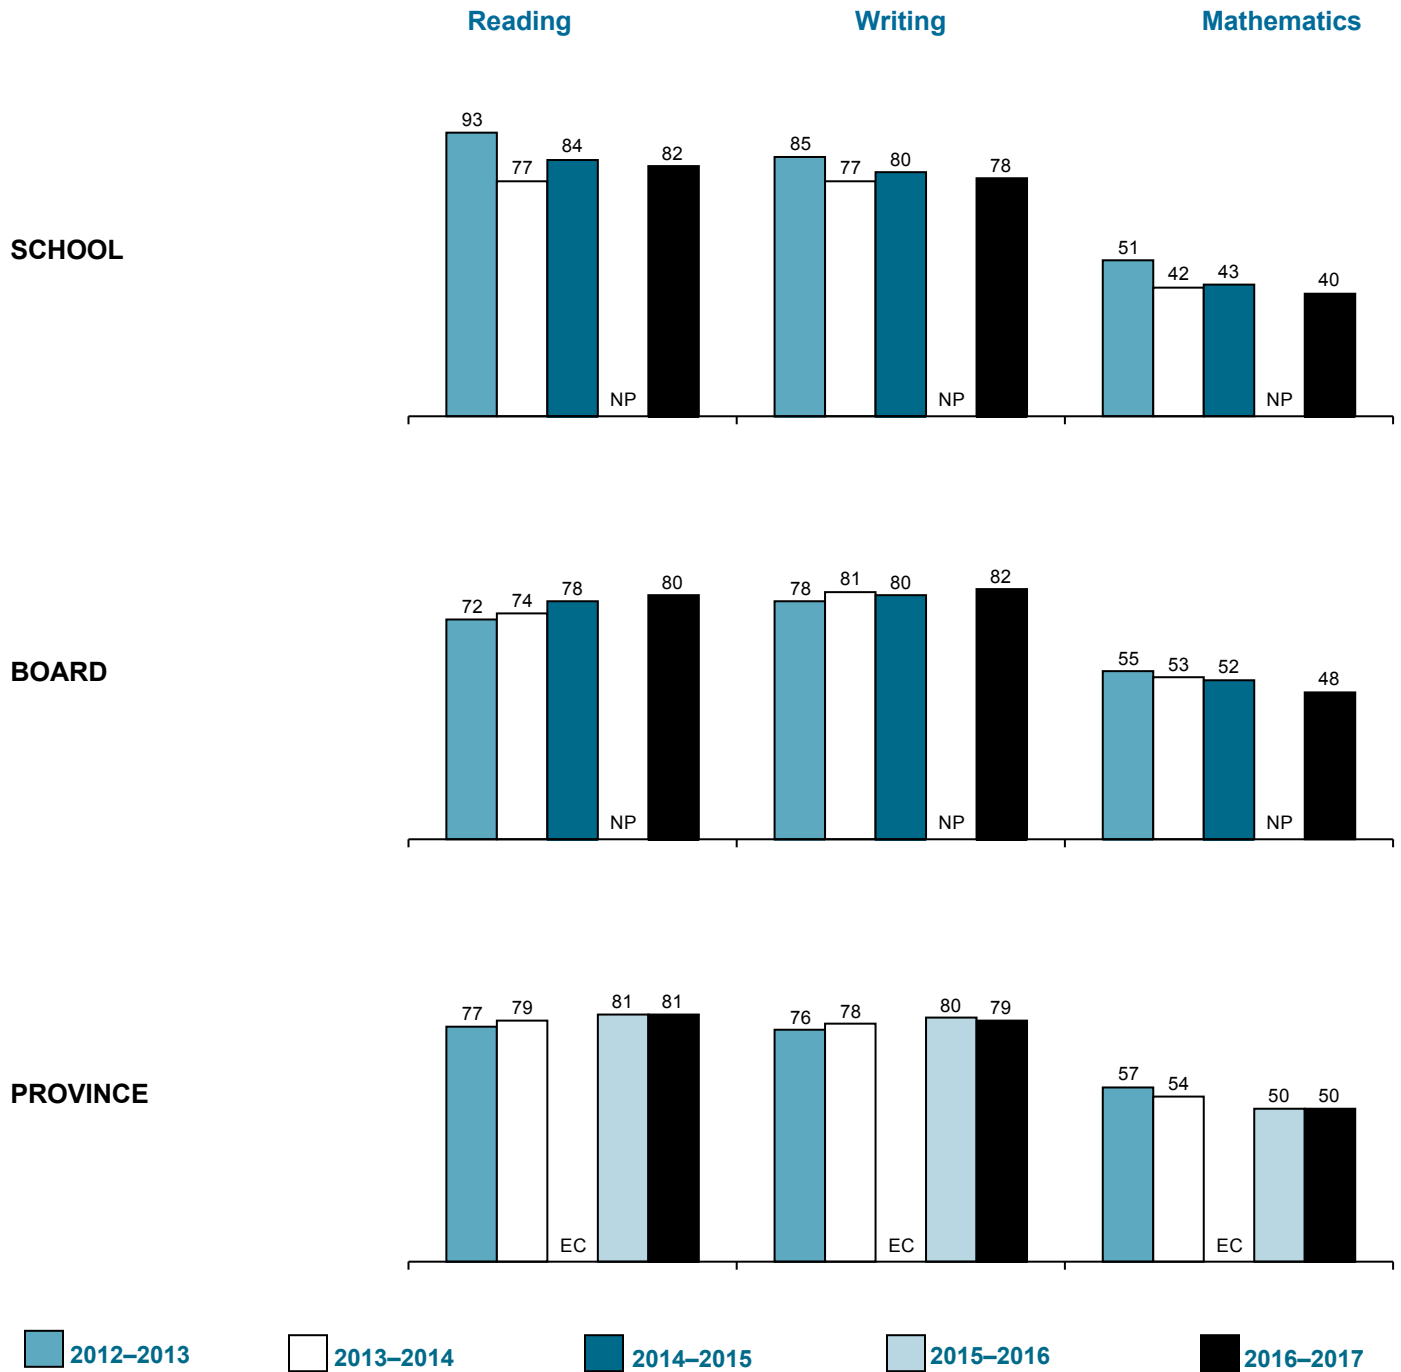 Reading Writing Mathematics
SCHOOL
93 77 84 NP 82 85 77 80 NP 78 51 42 43 NP 40
BOARD
72 74 78 NP 80 78 81 80 NP 82 55 53 52 NP 48
PROVINCE
77 79 EC 81 81 76 78 EC 80 79 57 54 EC 50 50
2012–2013 2013–2014 2014–2015 2015–2016 2016–2017